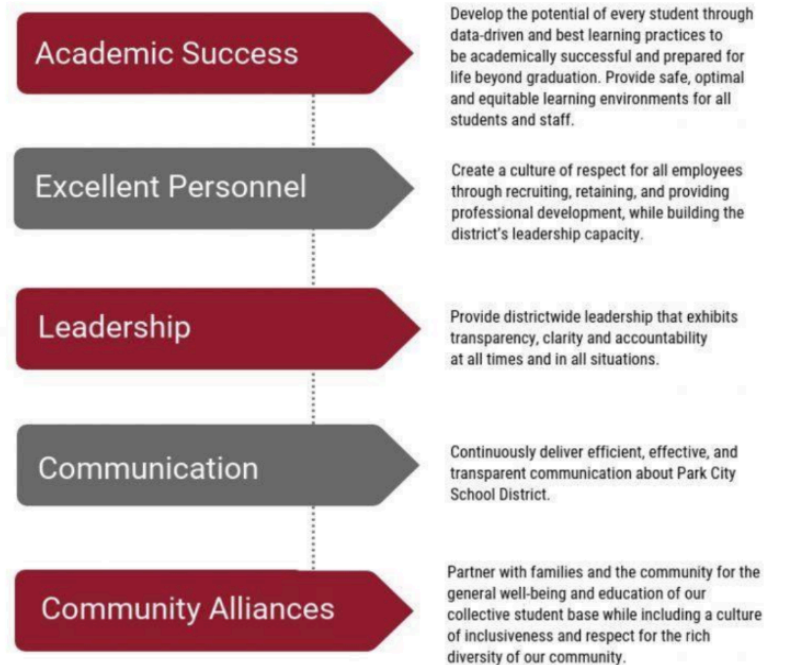 Academic Success
Develop the potential of every student through
data-driven and best learning practices to
be academically successful and prepared for
life beyond graduation. Provide safe, optimal
and equitable learning environments for all
students and staff.
Excellent Personnel
Create a culture of respect for all employees
through recruiting, retaining, and providing
professional development, while building the
district's leadership capacity.
Leadership
Provide districtwide leadership that exhibits
transparency, clarity and accountability
at all times and in all situations.
Communication
Continuously deliver efficient, effective, and
transparent communication about Park City
School District.
Community Alliances
Partner with families and the community for the
general well-being and education of our
collective student base while including a culture
of inclusiveness and respect for the rich
diversity of our community.